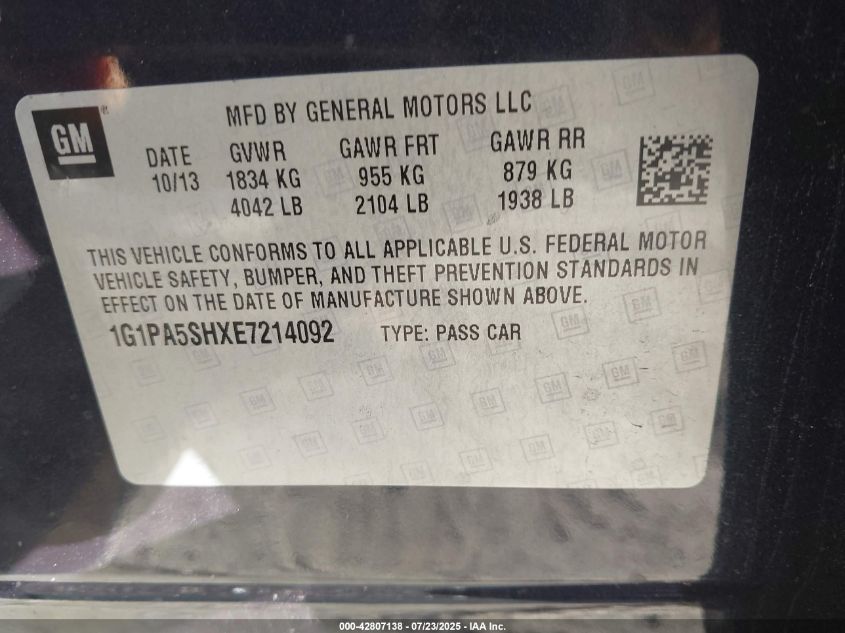 MFD BY GENERAL MOTORS LLC
GM
DATE GVWR GAWR FRT GAWR RR
10/13 1834 KG 955 KG 879 KG
4042 LB 2104 LB 1938 LB
THIS VEHICLE CONFORMS TO ALL APPLICABLE U.S. FEDERAL MOTOR
VEHICLE SAFETY, BUMPER, AND THEFT PREVENTION STANDARDS IN
EFFECT ON THE DATE OF MANUFACTURE SHOWN ABOVE.
1G1PA5SHXE7214092 TYPE: PASS CAR
000-42807138 - 07/23/2025 - IAA Inc.